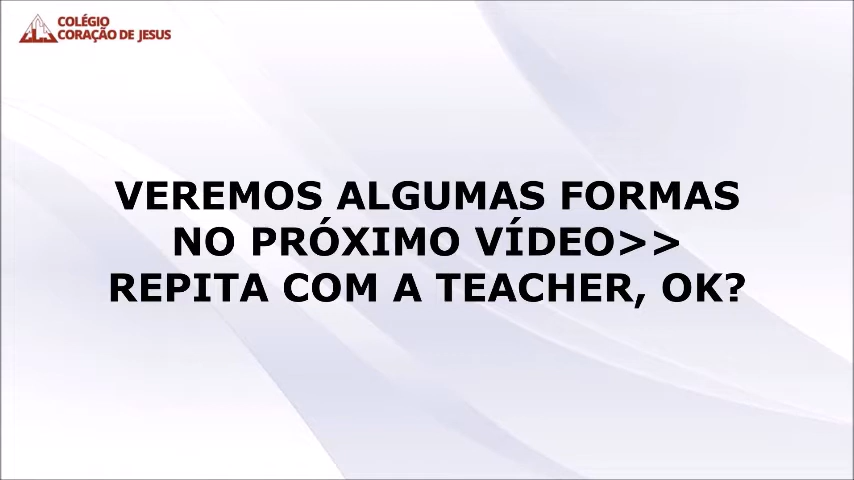 COLÉGIO
CORAÇÃO DE JESUS
VEREMOS ALGUMAS FORMAS
NO PRÓXIMO VÍDEO>>
REPITA COM A TEACHER, OK?